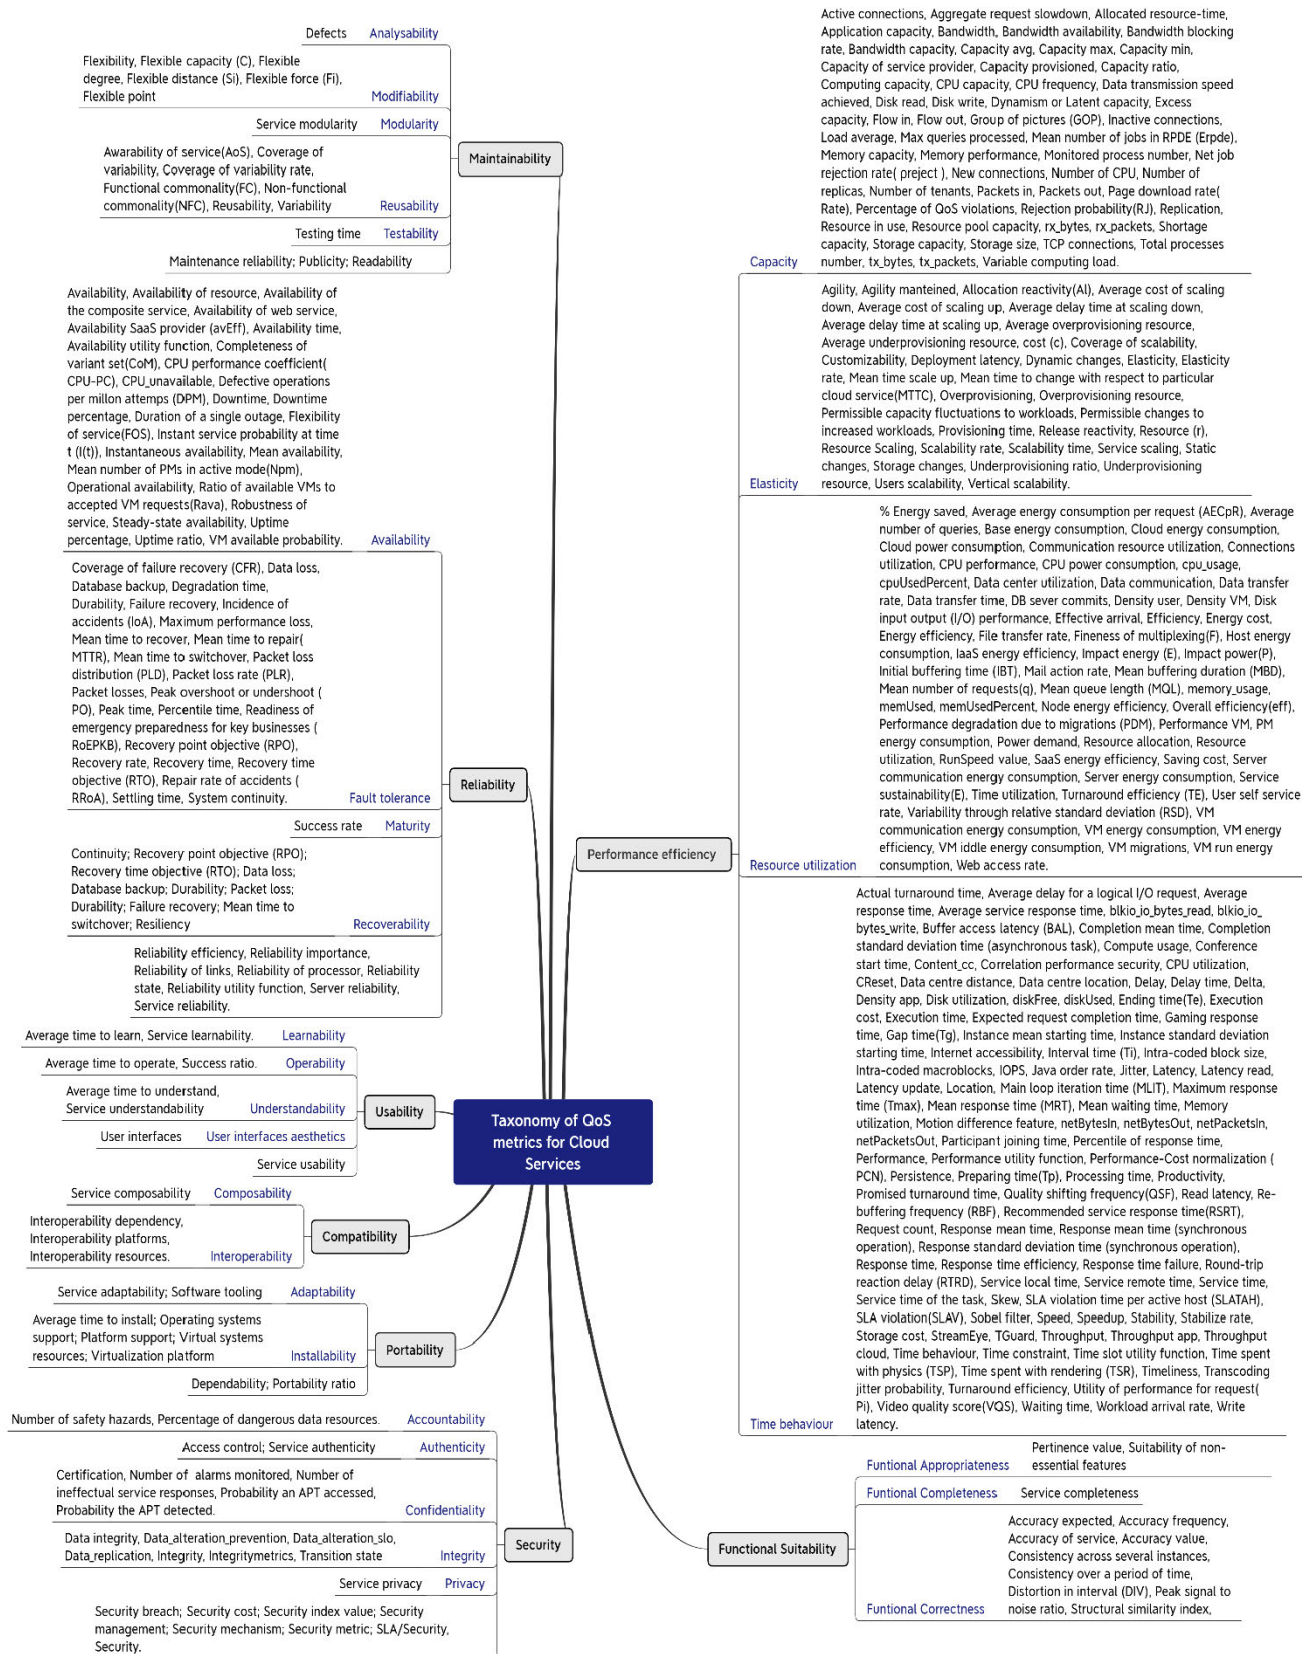 Taxonomy of QoS
metrics for Cloud
Services
Maintainability
Defects
Analysability
Flexibility, Flexible capacity (C), Flexible
degree, Flexible distance (Si), Flexible force (Fi),
Flexible point
Modifiability
Service modularity
Modularity
Awarability of service(AoS), Coverage of
variability, Coverage of variability rate,
Functional commonality(FC), Non-functional
commonality(NFC), Reusability, Variability
Reusability
Testing time
Testability
Maintenance reliability; Publicity; Readability
Reliability
Availability, Availability of resource, Availability of
the composite service, Availability of web service,
Availability SaaS provider (avEff), Availability time,
Availability utility function, Completeness of
variant set(CoM), CPU performance coefficient(
CPU-PC), CPU_unavailable, Defective operations
per millon attemps (DPM), Downtime, Downtime
percentage, Duration of a single outage, Flexibility
of service(FOS), Instant service probability at time
t (I(t)), Instantaneous availability, Mean availability,
Mean number of PMs in active mode(Npm),
Operational availability, Ratio of available VMs to
accepted VM requests(Rava), Robustness of
service, Steady-state availability, Uptime
percentage, Uptime ratio, VM available probability.
Availability
Coverage of failure recovery (CFR), Data loss,
Database backup, Degradation time,
Durability, Failure recovery, Incidence of
accidents (IoA), Maximum performance loss,
Mean time to recover, Mean time to repair(
MTTR), Mean time to switchover, Packet loss
distribution (PLD), Packet loss rate (PLR),
Packet losses, Peak overshoot or undershoot (
PO), Peak time, Percentile time, Readiness of
emergency preparedness for key businesses (
RoEPKB), Recovery point objective (RPO),
Recovery rate, Recovery time, Recovery time
objective (RTO), Repair rate of accidents (
RRoA), Settling time, System continuity.
Fault tolerance
Success rate
Maturity
Continuity; Recovery point objective (RPO);
Recovery time objective (RTO); Data loss;
Database backup; Durability; Packet loss;
Durability; Failure recovery; Mean time to
switchover; Resiliency
Recoverability
Reliability efficiency, Reliability importance,
Reliability of links, Reliability of processor, Reliability
state, Reliability utility function, Server reliability,
Service reliability.
Usability
Average time to learn, Service learnability.
Learnability
Average time to operate, Success ratio.
Operability
Average time to understand,
Service understandability
Understandability
User interfaces
User interfaces aesthetics
Service usability
Compatibility
Service composability
Composability
Interoperability dependency,
Interoperability platforms,
Interoperability resources.
Interoperability
Portability
Service adaptability; Software tooling
Adaptability
Average time to install; Operating systems
support; Platform support; Virtual systems
resources; Virtualization platform
Installability
Dependability; Portability ratio
Security
Number of safety hazards, Percentage of dangerous data resources.
Accountability
Access control; Service authenticity
Authenticity
Certification, Number of alarms monitored, Number of
ineffectual service responses, Probability an APT accessed,
Probability the APT detected.
Confidentiality
Data integrity, Data_alteration_prevention, Data_alteration_slo,
Data_replication, Integrity, Integritymetrics, Transition state
Integrity
Service privacy
Privacy
Security breach; Security cost; Security index value; Security
management; Security mechanism; Security metric; SLA/Security,
Security.
Performance efficiency
Active connections, Aggregate request slowdown, Allocated resource-time,
Application capacity, Bandwidth, Bandwidth availability, Bandwidth blocking
rate, Bandwidth capacity, Capacity avg, Capacity max, Capacity min,
Capacity of service provider, Capacity provisioned, Capacity ratio,
Computing capacity, CPU capacity, CPU frequency, Data transmission speed
achieved, Disk read, Disk write, Dynamism or Latent capacity, Excess
capacity, Flow in, Flow out, Group of pictures (GOP), Inactive connections,
Load average, Max queries processed, Mean number of jobs in RPDE (Erpde),
Memory capacity, Memory performance, Monitored process number, Net job
rejection rate( ρreject ), New connections, Number of CPU, Number of
replicas, Number of tenants, Packets in, Packets out, Page download rate(
Rate), Percentage of QoS violations, Rejection probability(RJ), Replication,
Resource in use, Resource pool capacity, rx_bytes, rx_packets, Shortage
capacity, Storage capacity, Storage size, TCP connections, Total processes
number, tx_bytes, tx_packets, Variable computing load.
Capacity
Agility, Agility manteined, Allocation reactivity(Al), Average cost of scaling
down, Average cost of scaling up, Average delay time at scaling down,
Average delay time at scaling up, Average overprovisioning resource,
Average underprovisioning resource, cost (c), Coverage of scalability,
Customizability, Deployment latency, Dynamic changes, Elasticity, Elasticity
rate, Mean time scale up, Mean time to change with respect to particular
cloud service(MTTC), Overprovisioning, Overprovisioning resource,
Permissible capacity fluctuations to workloads, Permissible changes to
increased workloads, Provisioning time, Release reactivity, Resource (r),
Resource Scaling, Scalability rate, Scalability time, Service scaling, Static
changes, Storage changes, Underprovisioning ratio, Underprovisioning
resource, Users scalability, Vertical scalability.
Elasticity
% Energy saved, Average energy consumption per request (AECpR), Average
number of queries, Base energy consumption, Cloud energy consumption,
Cloud power consumption, Communication resource utilization, Connections
utilization, CPU performance, CPU power consumption, cpu_usage,
cpuUsedPercent, Data center utilization, Data communication, Data transfer
rate, Data transfer time, DB sever commits, Density user, Density VM, Disk
input output (I/O) performance, Effective arrival, Efficiency, Energy cost,
Energy efficiency, File transfer rate, Fineness of multiplexing(F), Host energy
consumption, IaaS energy efficiency, Impact energy (E), Impact power(P),
Initial buffering time (IBT), Mail action rate, Mean buffering duration (MBD),
Mean number of requests(q), Mean queue length (MQL), memory_usage,
memUsed, memUsedPercent, Node energy efficiency, Overall efficiency(eff),
Performance degradation due to migrations (PDM), Performance VM, PM
energy consumption, Power demand, Resource allocation, Resource
utilization, RunSpeed value, SaaS energy efficiency, Saving cost, Server
communication energy consumption, Server energy consumption, Service
sustainability(E), Time utilization, Turnaround efficiency (TE), User self service
rate, Variability through relative standard deviation (RSD), VM
communication energy consumption, VM energy consumption, VM energy
efficiency, VM iddle energy consumption, VM migrations, VM run energy
consumption, Web access rate.
Resource utilization
Actual turnaround time, Average delay for a logical I/O request, Average
response time, Average service response time, blkio_io_bytes_read, blkio_io_
bytes_write, Buffer access latency (BAL), Completion mean time, Completion
standard deviation time (asynchronous task), Compute usage, Conference
start time, Content_cc, Correlation performance security, CPU utilization,
CReset, Data centre distance, Data centre location, Delay, Delay time, Delta,
Density app, Disk utilization, diskFree, diskUsed, Ending time(Te), Execution
cost, Execution time, Expected request completion time, Gaming response
time, Gap time(Tg), Instance mean starting time, Instance standard deviation
starting time, Internet accessibility, Interval time (Ti), Intra-coded block size,
Intra-coded macroblocks, IOPS, Java order rate, Jitter, Latency, Latency read,
Latency update, Location, Main loop iteration time (MLIT), Maximum response
time (Tmax), Mean response time (MRT), Mean waiting time, Memory
utilization, Motion difference feature, netBytesIn, netBytesOut, netPacketsIn,
netPacketsOut, Participant joining time, Percentile of response time,
Performance, Performance utility function, Performance-Cost normalization (
PCN), Persistence, Preparing time(Tp), Processing time, Productivity,
Promised turnaround time, Quality shifting frequency(QSF), Read latency, Re-
buffering frequency (RBF), Recommended service response time(RSRT),
Request count, Response mean time, Response mean time (synchronous
operation), Response standard deviation time (synchronous operation),
Response time, Response time efficiency, Response time failure, Round-trip
reaction delay (RTRD), Service local time, Service remote time, Service time,
Service time of the task, Skew, SLA violation time per active host (SLATAH),
SLA violation(SLAV), Sobel filter, Speed, Speedup, Stability, Stabilize rate,
Storage cost, StreamEye, TGuard, Throughput, Throughput app, Throughput
cloud, Time behaviour, Time constraint, Time slot utility function, Time spent
with physics (TSP), Time spent with rendering (TSR), Timeliness, Transcoding
jitter probability, Turnaround efficiency, Utility of performance for request(
Pi), Video quality score(VQS), Waiting time, Workload arrival rate, Write
latency.
Time behaviour
Functional Suitability
Pertinence value, Suitability of non-
essential features
Funtional Appropriateness
Funtional Completeness
Service completeness
Accuracy expected, Accuracy frequency,
Accuracy of service, Accuracy value,
Consistency across several instances,
Consistency over a period of time,
Distortion in interval (DIV), Peak signal to
noise ratio, Structural similarity index,
Funtional Correctness